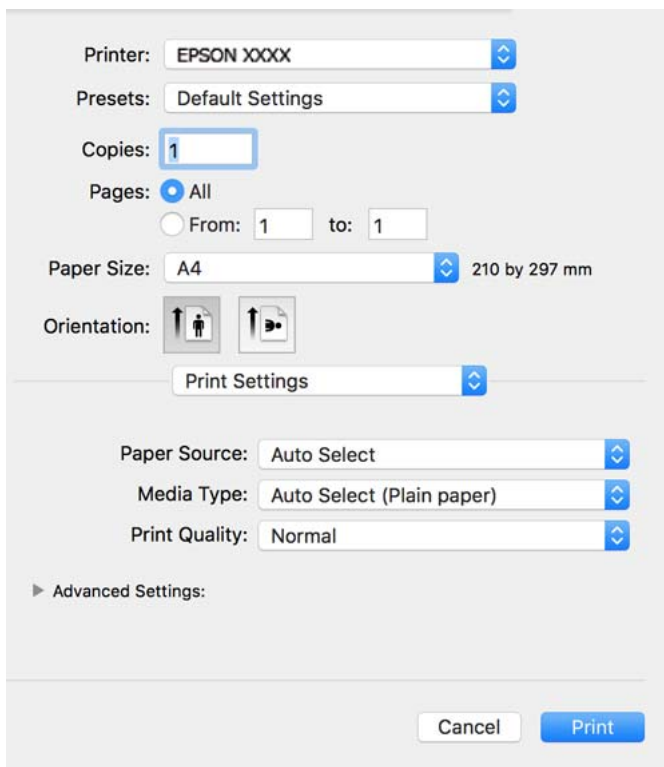 Printer: EPSON XXXX
Presets: Default Settings
Copies: 1
Pages: All
From: 1 to: 1
Paper Size: A4 210 by 297 mm
Orientation:
Print Settings
Paper Source: Auto Select
Media Type: Auto Select (Plain paper)
Print Quality: Normal
Advanced Settings:
Cancel Print